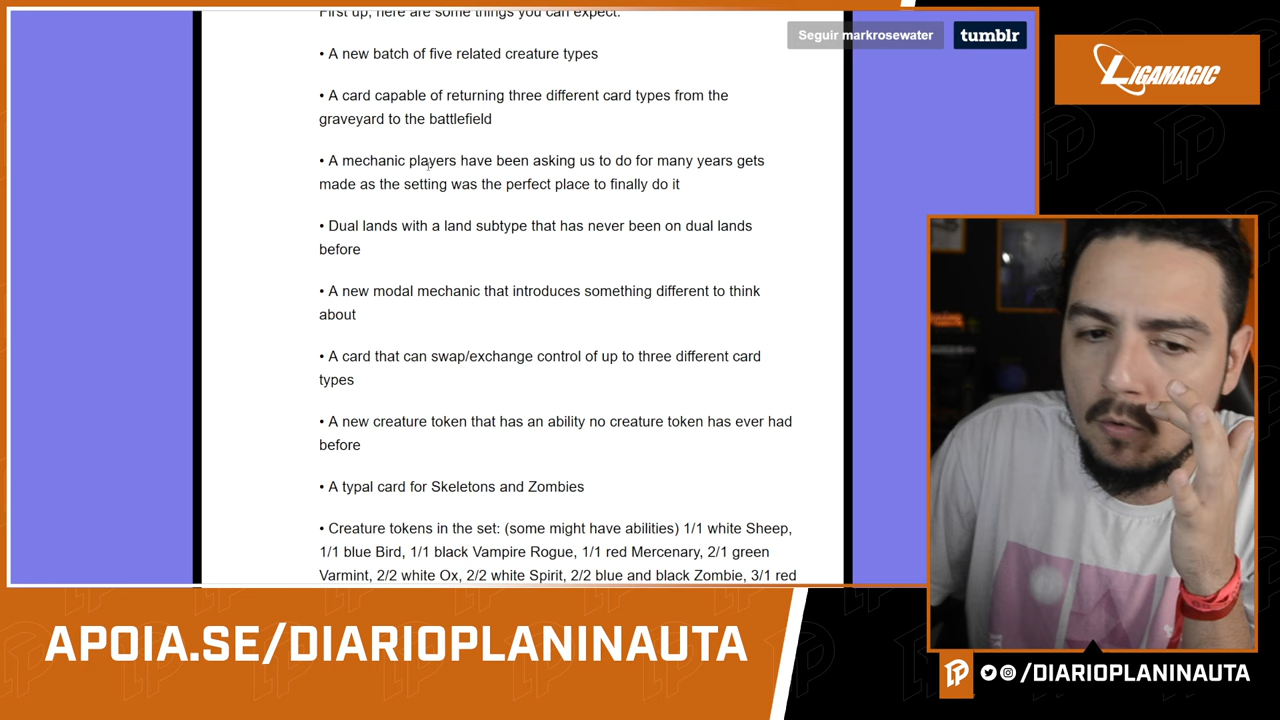 First up, here are some things you can expect:
Seguir markrosewater
tumblr
LIGAMAGIC
• A new batch of five related creature types
• A card capable of returning three different card types from the
graveyard to the battlefield
• A mechanic players have been asking us to do for many years gets
made as the setting was the perfect place to finally do it
• Dual lands with a land subtype that has never been on dual lands
before
• A new modal mechanic that introduces something different to think
about
• A card that can swap/exchange control of up to three different card
types
• A new creature token that has an ability no creature token has ever had
before
• A typal card for Skeletons and Zombies
• Creature tokens in the set: (some might have abilities) 1/1 white Sheep,
1/1 blue Bird, 1/1 black Vampire Rogue, 1/1 red Mercenary, 2/1 green
Varmint, 2/2 white Ox, 2/2 white Spirit, 2/2 blue and black Zombie, 3/1 red
APOIA.SE/DIARIOPLANINAUTA
/DIARIOPLANINAUTA